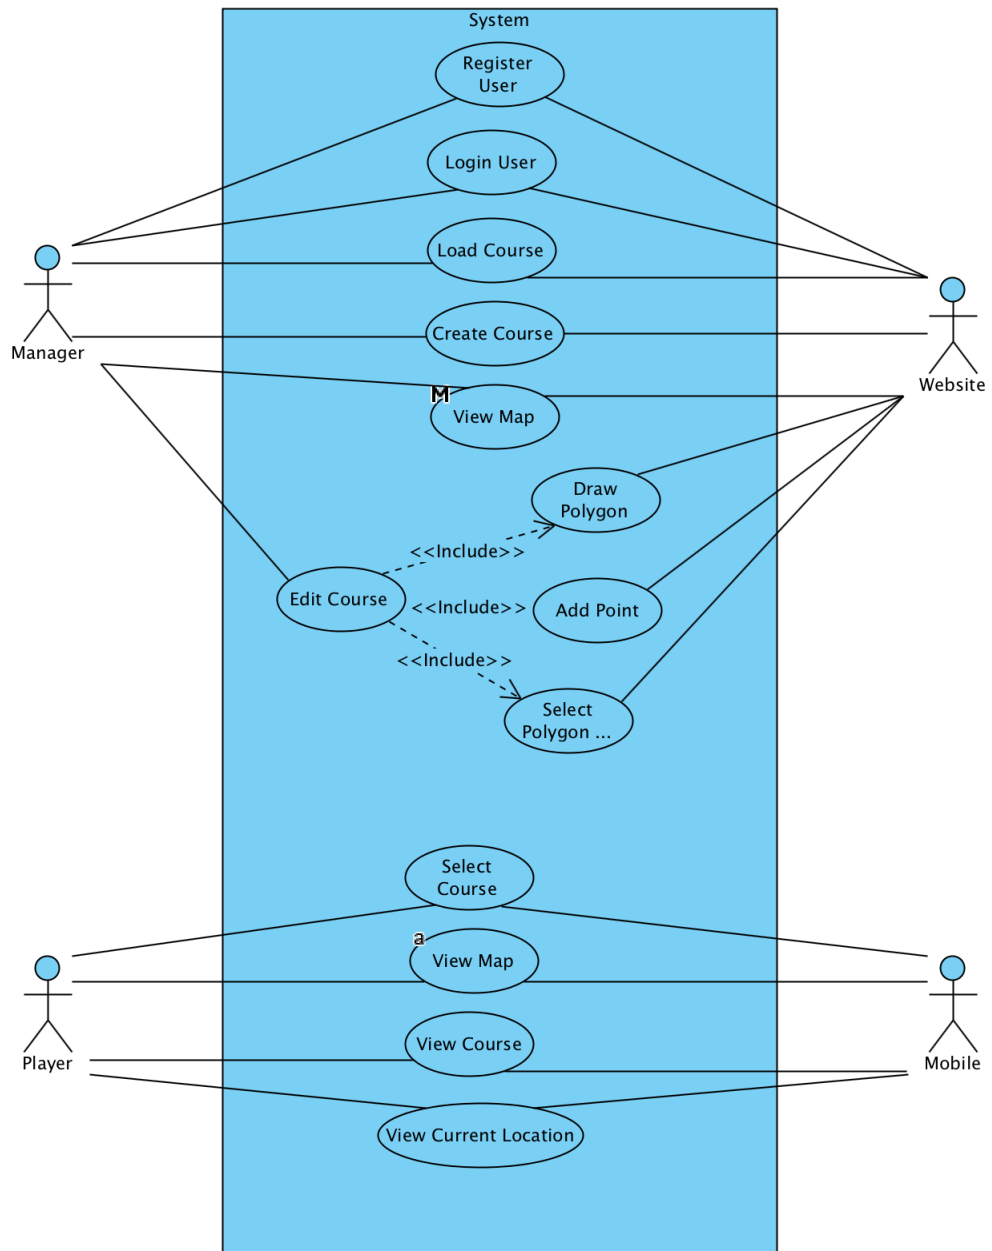 System
Register
User
Login User
Load Course
Manager
Create Course
Website
M
View Map
Draw
Polygon
<<Include>>
Edit Course
<<Include>>
Add Point
<<Include>>
Select
Polygon ...
Select
Course
a
View Map
Player
View Course
Mobile
View Current Location